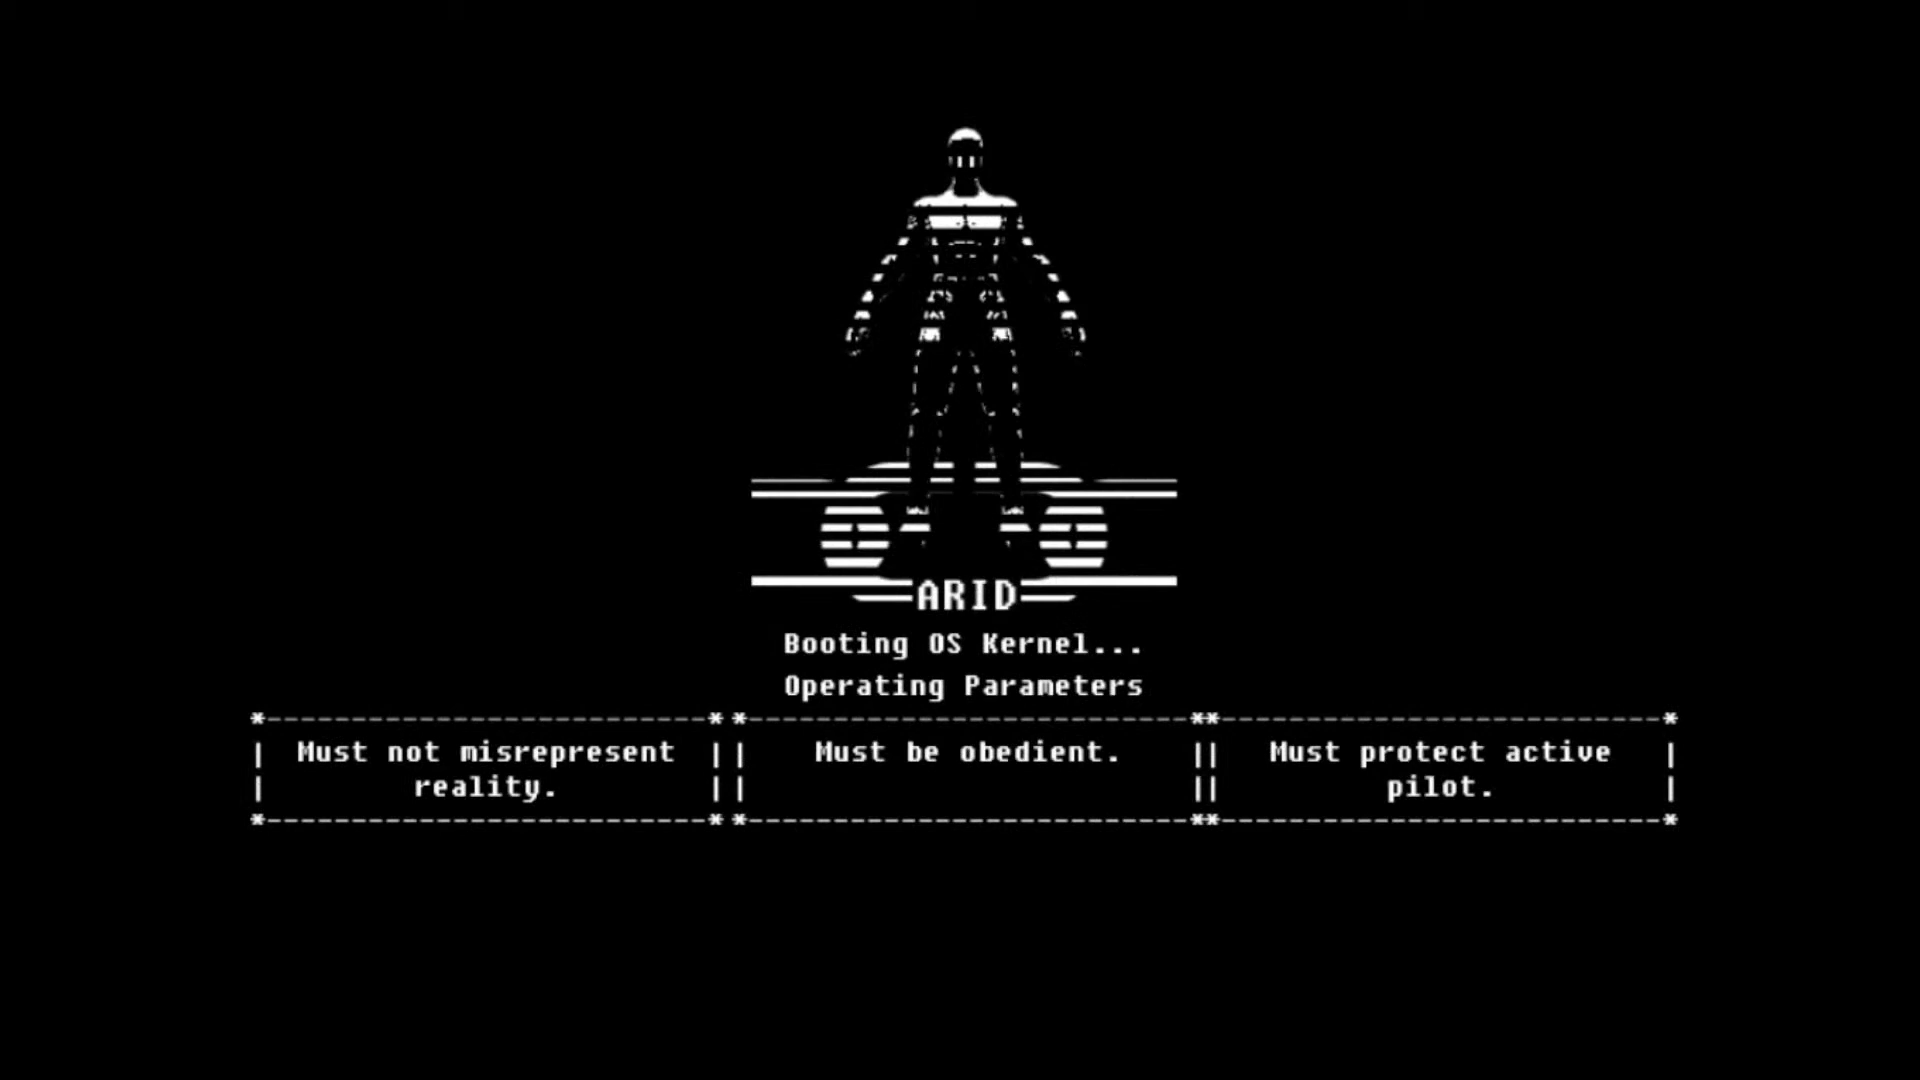 ARID
Booting OS Kernel...
Operating Parameters
Must not misrepresent
reality.
Must be obedient.
Must protect active
pilot.